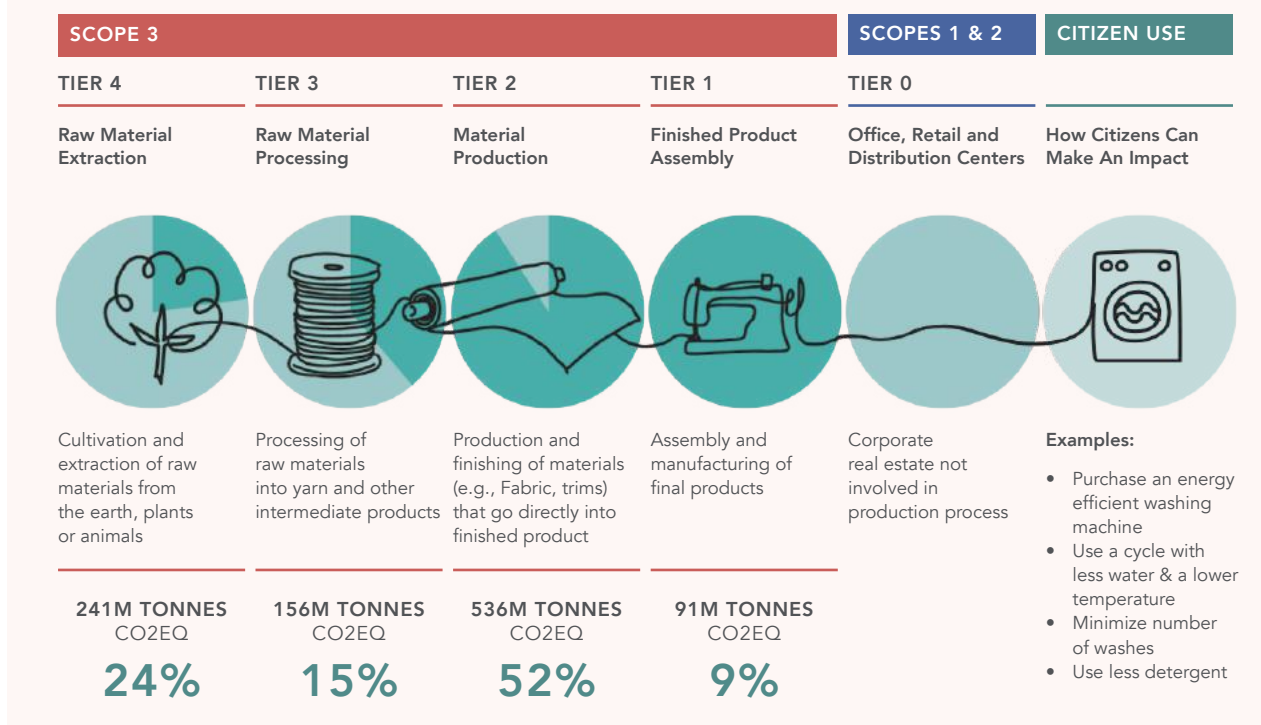 SCOPE 3
SCOPES 1 & 2
CITIZEN USE
TIER 4
TIER 3
TIER 2
TIER 1
TIER 0
Raw Material
Extraction
Raw Material
Processing
Material
Production
Finished Product
Assembly
Office, Retail and
Distribution Centers
How Citizens Can
Make An Impact
Cultivation and
extraction of raw
materials from
the earth, plants
or animals
Processing of
raw materials
into yarn and other
intermediate products
Production and
finishing of materials
(e.g., Fabric, trims)
that go directly into
finished product
Assembly and
manufacturing of
final products
Corporate
real estate not
involved in
production process
Examples:
• Purchase an energy
efficient washing
machine
• Use a cycle with
less water & a lower
temperature
• Minimize number
of washes
• Use less detergent
241M TONNES
CO2EQ
24%
156M TONNES
CO2EQ
15%
536M TONNES
CO2EQ
52%
91M TONNES
CO2EQ
9%